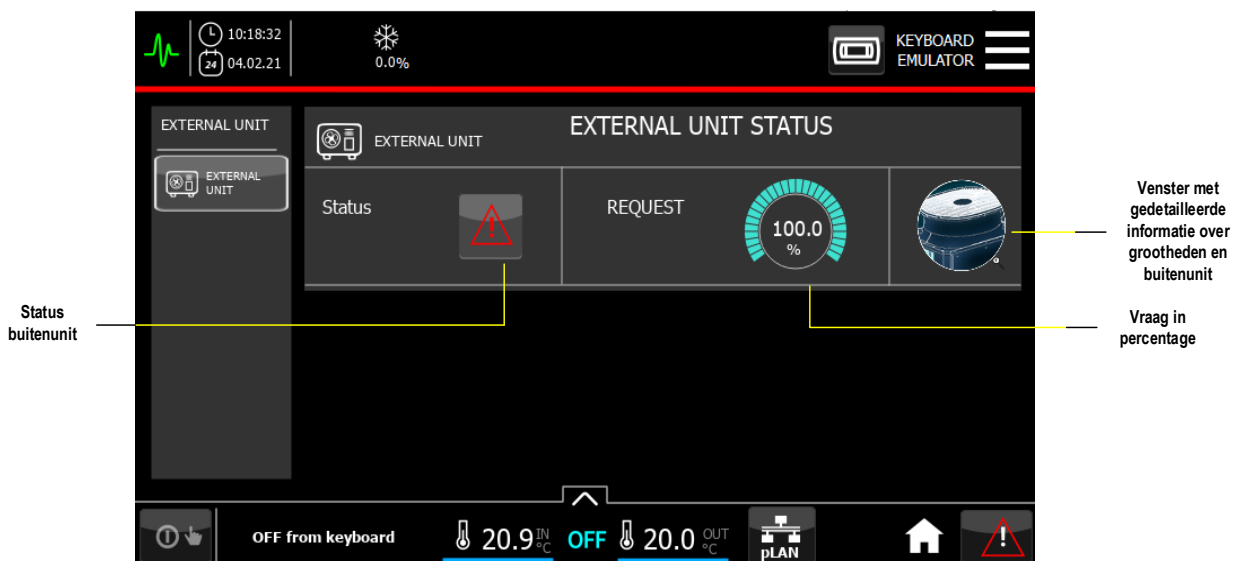 10:18:32
24 04.02.21
0.0%
KEYBOARD
EMULATOR
EXTERNAL UNIT
EXTERNAL
UNIT
EXTERNAL UNIT
EXTERNAL UNIT STATUS
Status
REQUEST
100.0
%
Venster met
gedetailleerde
informatie over
grootheden en
buitenunit
Status
buitenunit
Vraag in
percentage
OFF from keyboard
20.9 IN °C
OFF
20.0 OUT °C
pLAN